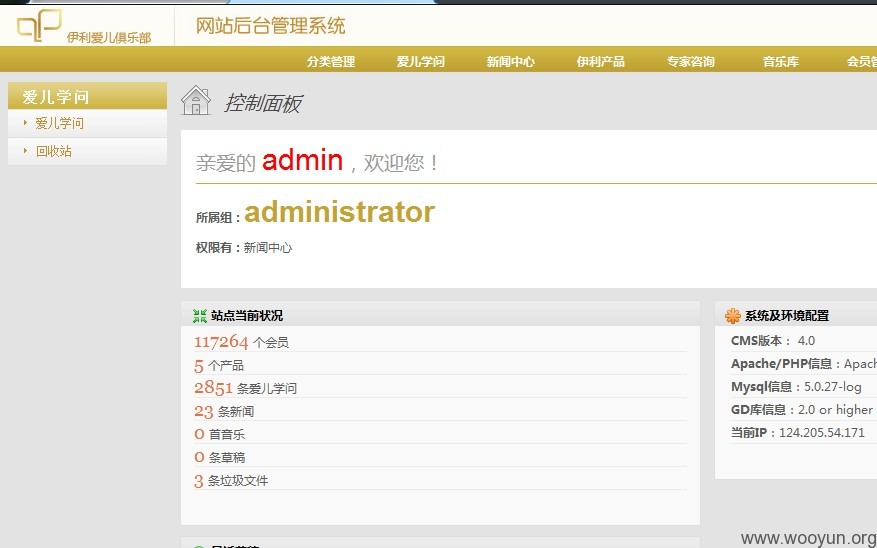 伊利爱儿俱乐部 网站后台管理系统
分类管理 爱儿学问 新闻中心 伊利产品 专家咨询 音乐库 会员管
爱儿学问
爱儿学问
回收站
控制面板
亲爱的 admin，欢迎您！
所属组：administrator
权限有：新闻中心
站点当前状况
117264 个会员
5 个产品
2851 条爱儿学问
23 条新闻
0 首音乐
0 条草稿
3 条垃圾文件
系统及环境配置
CMS版本： 4.0
Apache/PHP信息：Apach
Mysql信息：5.0.27-log
GD库信息：2.0 or higher
当前IP：124.205.54.171
www.wooyun.org